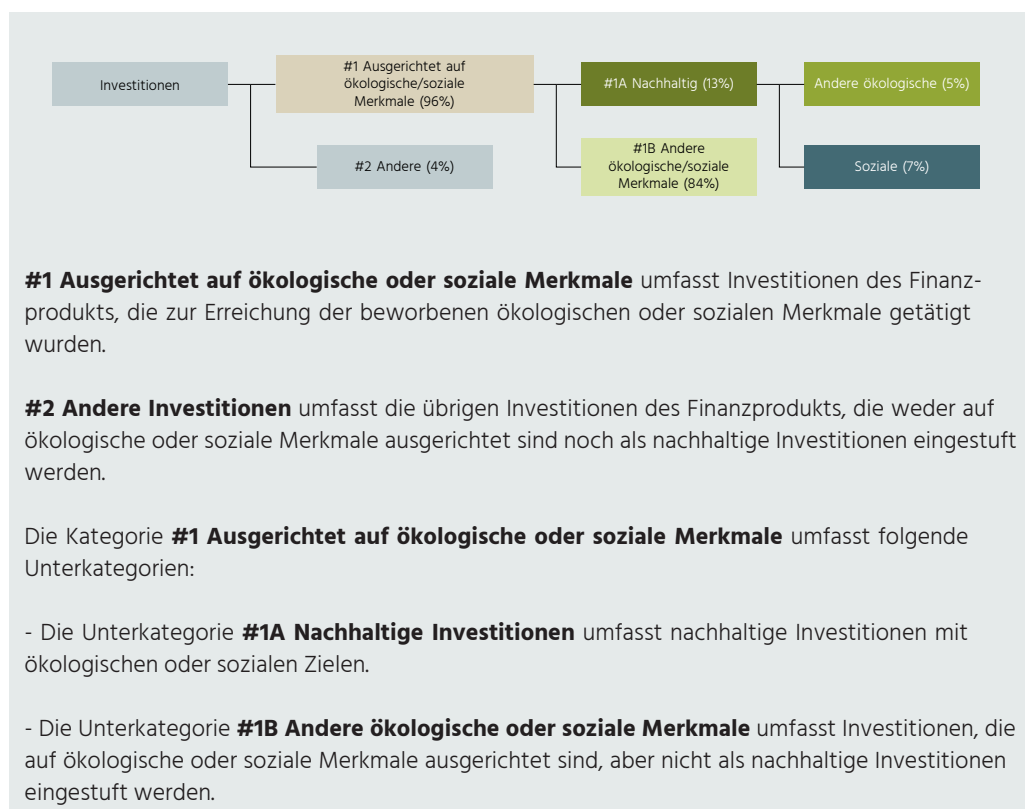 Investitionen
#1 Ausgerichtet auf
ökologische/soziale
Merkmale (96%)
#1A Nachhaltig (13%)
Andere ökologische (5%)
#2 Andere (4%)
#1B Andere
ökologische/soziale
Merkmale (84%)
Soziale (7%)
#1 Ausgerichtet auf ökologische oder soziale Merkmale umfasst Investitionen des Finanz-
produkts, die zur Erreichung der beworbenen ökologischen oder sozialen Merkmale getätigt
wurden.
#2 Andere Investitionen umfasst die übrigen Investitionen des Finanzprodukts, die weder auf
ökologische oder soziale Merkmale ausgerichtet sind noch als nachhaltige Investitionen eingestuft
werden.
Die Kategorie #1 Ausgerichtet auf ökologische oder soziale Merkmale umfasst folgende
Unterkategorien:
- Die Unterkategorie #1A Nachhaltige Investitionen umfasst nachhaltige Investitionen mit
ökologischen oder sozialen Zielen.
- Die Unterkategorie #1B Andere ökologische oder soziale Merkmale umfasst Investitionen, die
auf ökologische oder soziale Merkmale ausgerichtet sind, aber nicht als nachhaltige Investitionen
eingestuft werden.